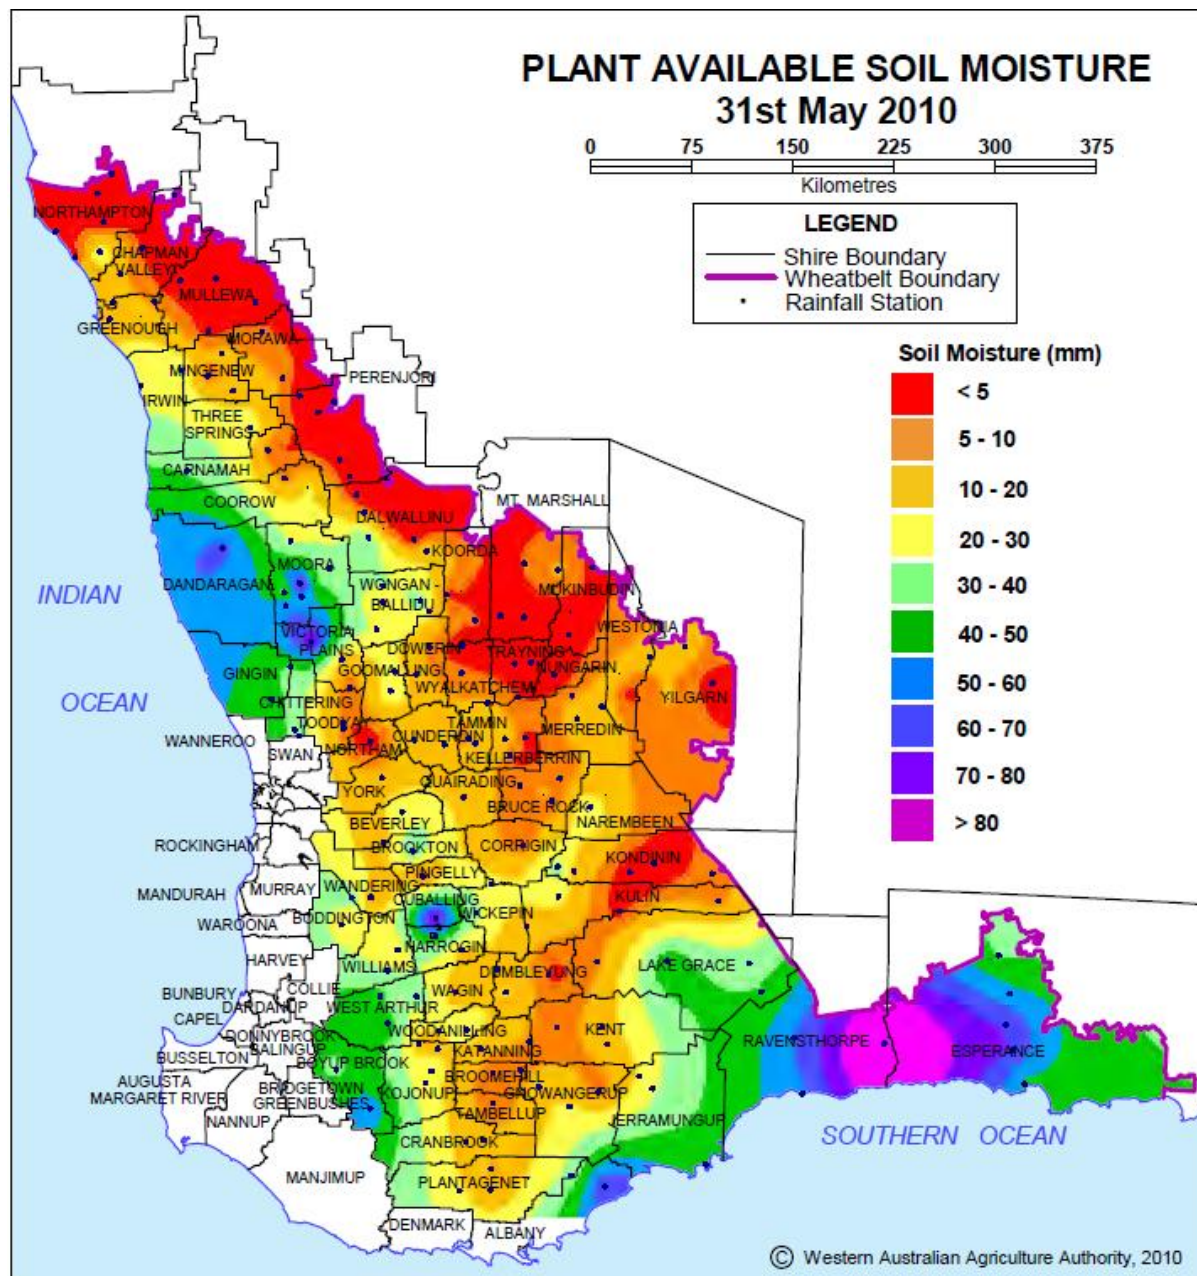 PLANT AVAILABLE SOIL MOISTURE
31st May 2010
0 75 150 225 300 375
Kilometres
LEGEND
Shire Boundary
Wheatbelt Boundary
Rainfall Station
Soil Moisture (mm)
< 5
5 - 10
10 - 20
20 - 30
30 - 40
40 - 50
50 - 60
60 - 70
70 - 80
> 80
NORTHAMPTON
CHAPMAN
VALLEY
MULLEWA
GREENOUGH
MORAWA
MINGENEW
PERENJORI
IRWIN
THREE
SPRINGS
CARNAMAH
COOROW
MT. MARSHALL
DALWALLINU
KOORDA
MOORA
DANDARAGAN
WONGAN -
BALLIDU
MUKINBUDIN
INDIAN
OCEAN
VICTORIA
PLAINS
WESTONIA
DOWERIN
TRAYNING
NUNGARIN
GINGIN
GOOMALLING
WYALKATCHEM
YILGARN
CHITTERING
TOODYAY
TAMMIN
MERREDIN
WANNEROO
SWAN
NORTHAM
CUNDERDIN
KELLERBERRIN
YORK
QUAIRADING
BRUCE ROCK
NAREMBEEN
BEVERLEY
ROCKINGHAM
BROOKTON
CORRIGIN
KONDININ
PINGELLY
MANDURAH
MURRAY
WANDERING
CUBALLING
WICKEPIN
KULIN
WAROONA
BODDINGTON
NARROGIN
HARVEY
WILLIAMS
DUMBLEYUNG
LAKE GRACE
COLLIE
BUNBURY
DARDANUP
WEST ARTHUR
WAGIN
CAPEL
DONNYBROOK
BALINGUP
WOODANILLING
KENT
RAVENSTHORPE
ESPERANCE
BUSSELTON
BOYUP BROOK
KATANNING
AUGUSTA
MARGARET RIVER
BRIDGETOWN
GREENBUSHES
KOJONUP
BROOMEHILL
GNOWANGERUP
NANNUP
TAMBELLUP
JERRAMUNGUP
CRANBROOK
SOUTHERN OCEAN
MANJIMUP
PLANTAGENET
DENMARK
ALBANY
© Western Australian Agriculture Authority, 2010